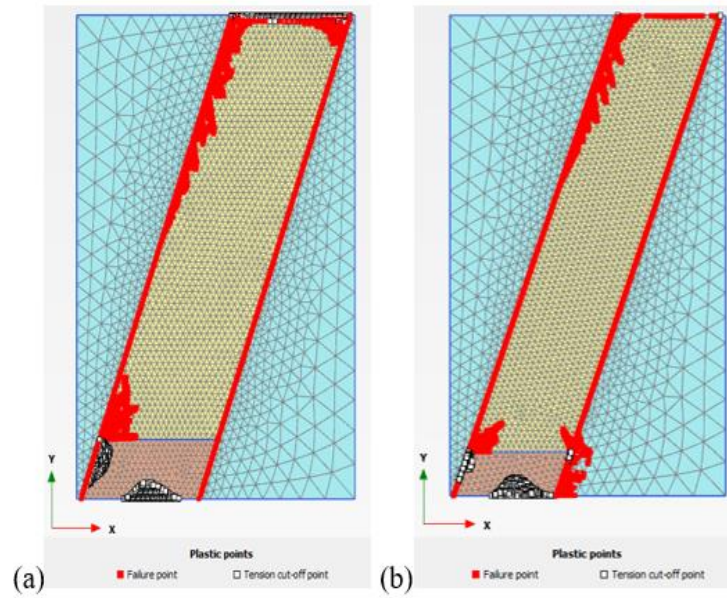 Y
X
Plastic points
Failure point
Tension cut-off point
(a)
Y
X
Plastic points
Failure point
Tension cut-off point
(b)